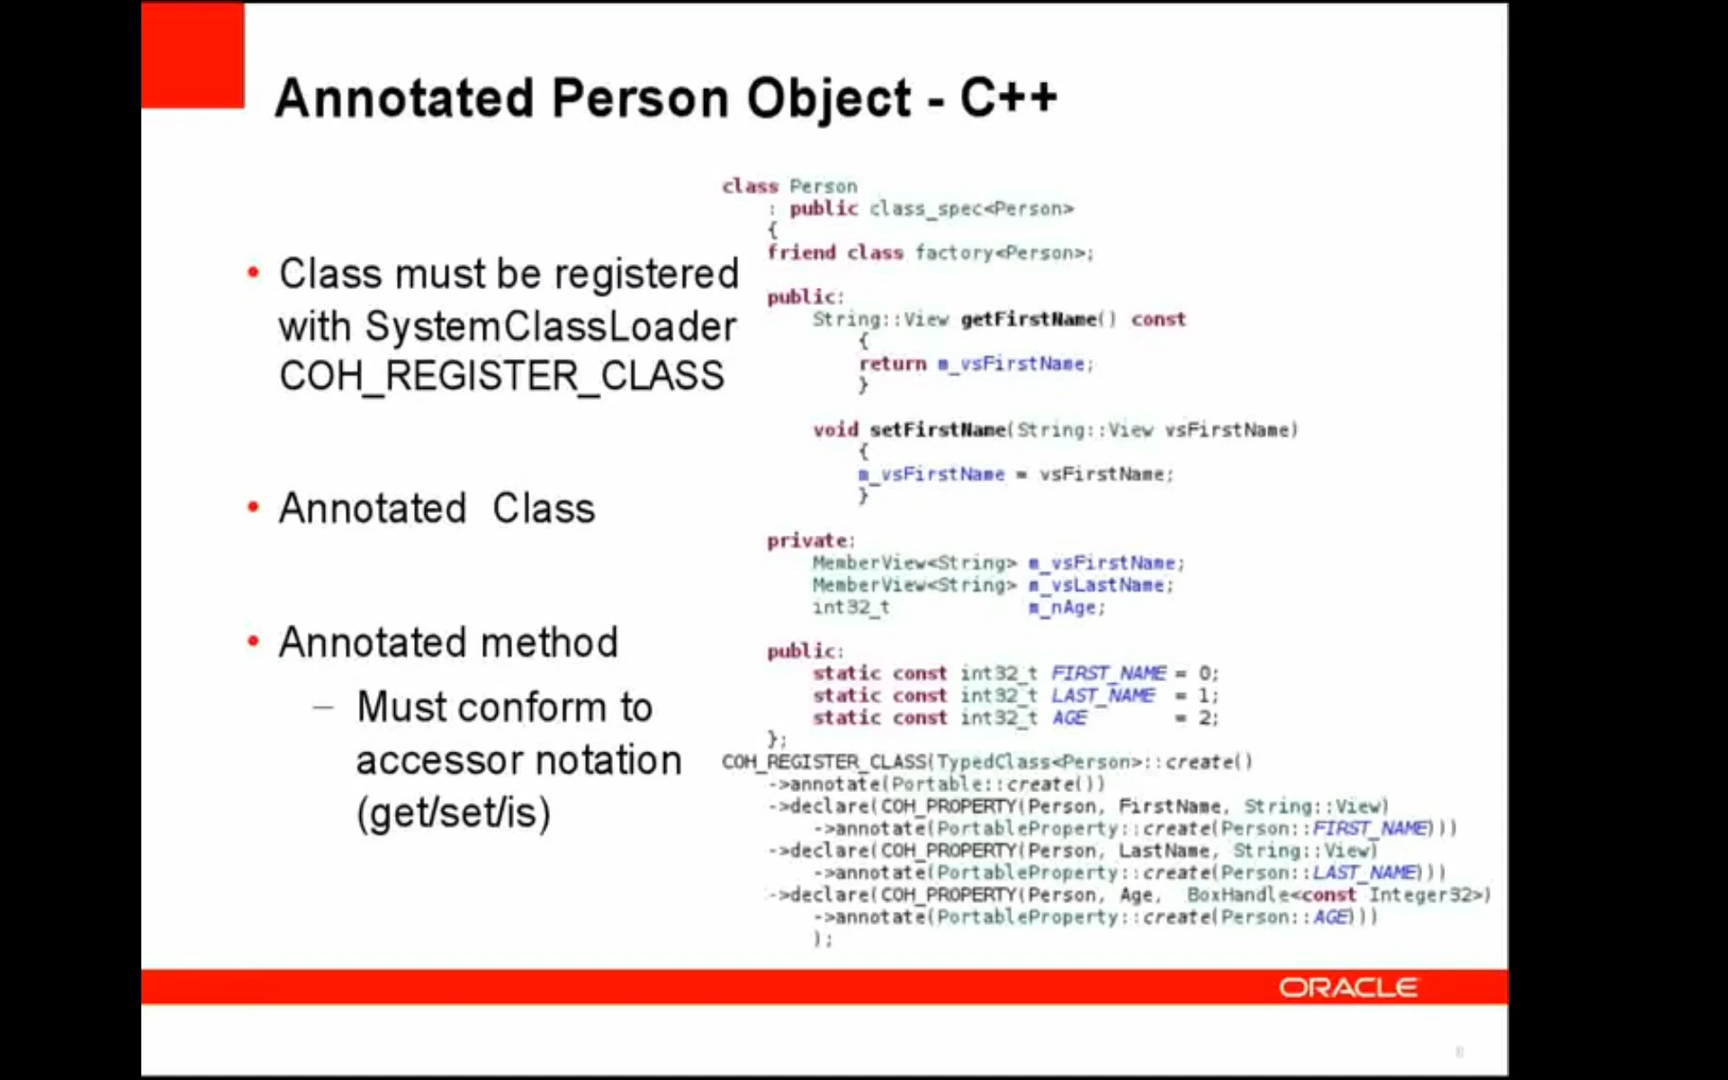 Annotated Person Object - C++
• Class must be registered
with SystemClassLoader
COH_REGISTER_CLASS
• Annotated Class
• Annotated method
– Must conform to
accessor notation
(get/set/is)
class Person
: public class_spec<Person>
{
friend class factory<Person>;
public:
String::View getFirstName() const
{
return m_vsFirstName;
}
void setFirstName(String::View vsFirstName)
{
m_vsFirstName = vsFirstName;
}
private:
MemberView<String> m_vsFirstName;
MemberView<String> m_vsLastName;
int32_t m_nAge;
public:
static const int32_t FIRST_NAME = 0;
static const int32_t LAST_NAME = 1;
static const int32_t AGE = 2;
};
COH_REGISTER_CLASS(TypedClass<Person>::create()
->annotate(Portable::create())
->declare(COH_PROPERTY(Person, FirstName, String::View)
->annotate(PortableProperty::create(Person::FIRST_NAME)))
->declare(COH_PROPERTY(Person, LastName, String::View)
->annotate(PortableProperty::create(Person::LAST_NAME)))
->declare(COH_PROPERTY(Person, Age, BoxHandle<const Integer32>)
->annotate(PortableProperty::create(Person::AGE)))
);
ORACLE